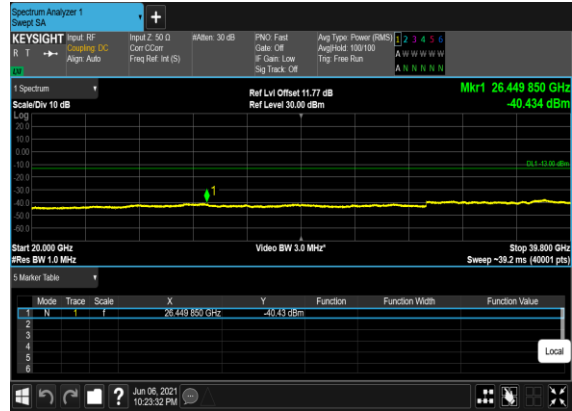 Spectrum Analyzer 1
Swept SA
+
KEYSIGHT Input: RF Input Z: 50 Ω #Atten: 30 dB PNO: Fast Avg Type: Power (RMS) 1 2 3 4 5 6
R T Coupling: DC Corr CCorr Gate: Off Avg|Hold: 100/100 A W W W W W
Align: Auto Freq Ref: Int (S) IF Gain: Low Trig: Free Run
Sig Track: Off A N N N N N
1 Spectrum Ref Lvl Offset 11.77 dB Mkr1 26.449 850 GHz
Scale/Div 10 dB Ref Level 30.00 dBm -40.434 dBm
Log
20.0
10.0
0.00
-10.0 DL1 -13.00 dBm
-20.0
-30.0 1
-40.0
-50.0
-60.0
Start 20.000 GHz Video BW 3.0 MHz* Stop 39.800 GHz
#Res BW 1.0 MHz Sweep ~39.2 ms (40001 pts)
5 Marker Table
Mode Trace Scale X Y Function Function Width Function Value
1 N 1 f 26.449 850 GHz -40.43 dBm
2
3
4
5
6
Local
? Jun 06, 2021
10:23:32 PM